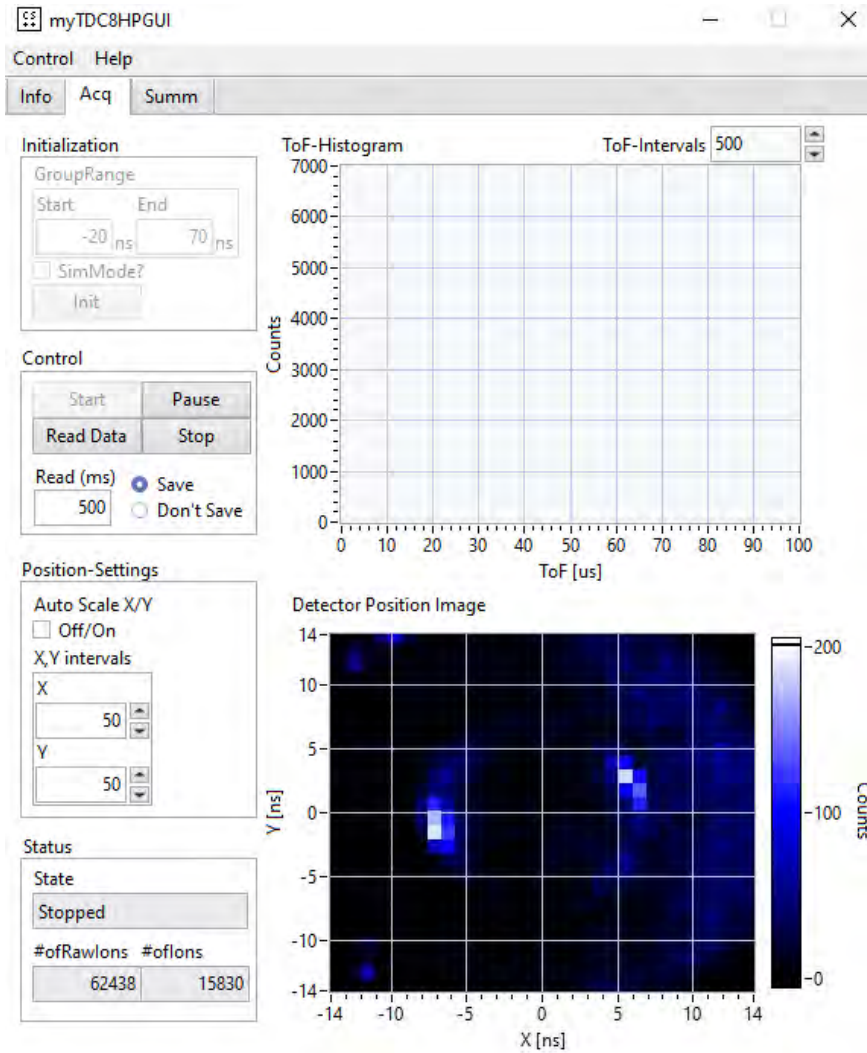 CS
myTDC8HPGUI
Control Help
Info Acq Summ
Initialization
GroupRange
Start End
-20 ns 70 ns
SimMode?
Init
Control
Start Pause
Read Data Stop
Read (ms)
500
Save
Don't Save
Position-Settings
Auto Scale X/Y
Off/On
X,Y intervals
X
50
Y
50
Status
State
Stopped
#ofRawIons #ofIons
62438 15830
ToF-Histogram ToF-Intervals 500
7000
6000
5000
4000
3000
2000
1000
0
Counts
0 10 20 30 40 50 60 70 80 90 100
ToF [us]
Detector Position Image
14
10
5
0
-5
-10
-14
Y [ns]
-14 -10 -5 0 5 10 14
X [ns]
200
100
0
Counts